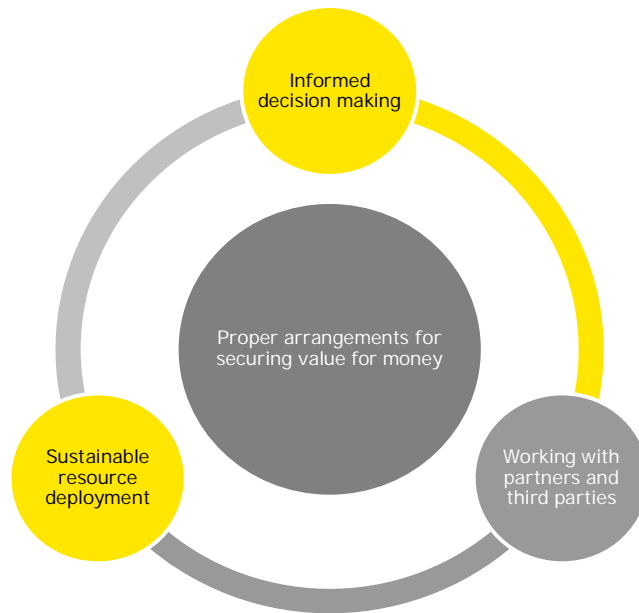 Informed
decision making
Proper arrangements for
securing value for money
Sustainable
resource
deployment
Working with
partners and
third parties